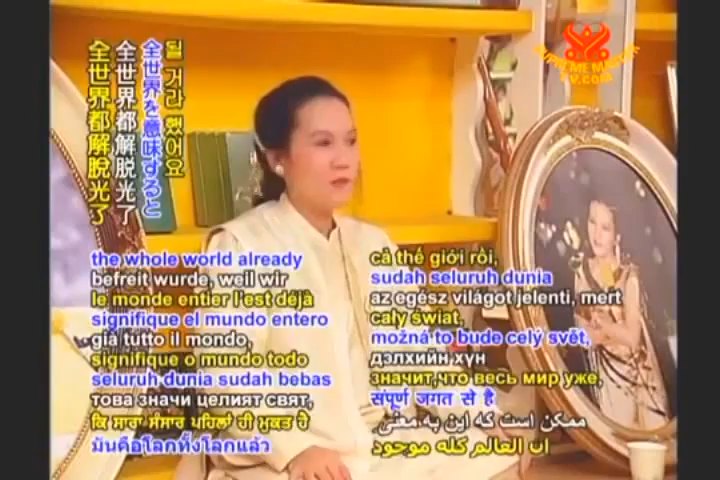 SUPREME MASTER
TV.COM
될 거라 했어요
全世界を意味すると
全世界都解脱光了
全世界都解脫光了
the whole world already
befreit wurde, weil wir
le monde entier l'est déjà
signifique el mundo entero
già tutto il mondo,
signifique o mundo todo
seluruh dunia sudah bebas
това значи целият свят,
ਕਿ ਸਾਰਾ ਸੰਸਾਰ ਪਹਿਲਾਂ ਹੀ ਮੁਕਤ ਹੈ
มันคือโลกทั้งโลกแล้ว
cả thế giới rồi,
sudah seluruh dunia
az egész világot jelenti, mert
cały świat,
možná to bude celý svět,
дэлхийн хүн
значит,что весь мир уже,
संपूर्ण जगत से है
ممکن است که این به معنی
ان العالم كله موجود